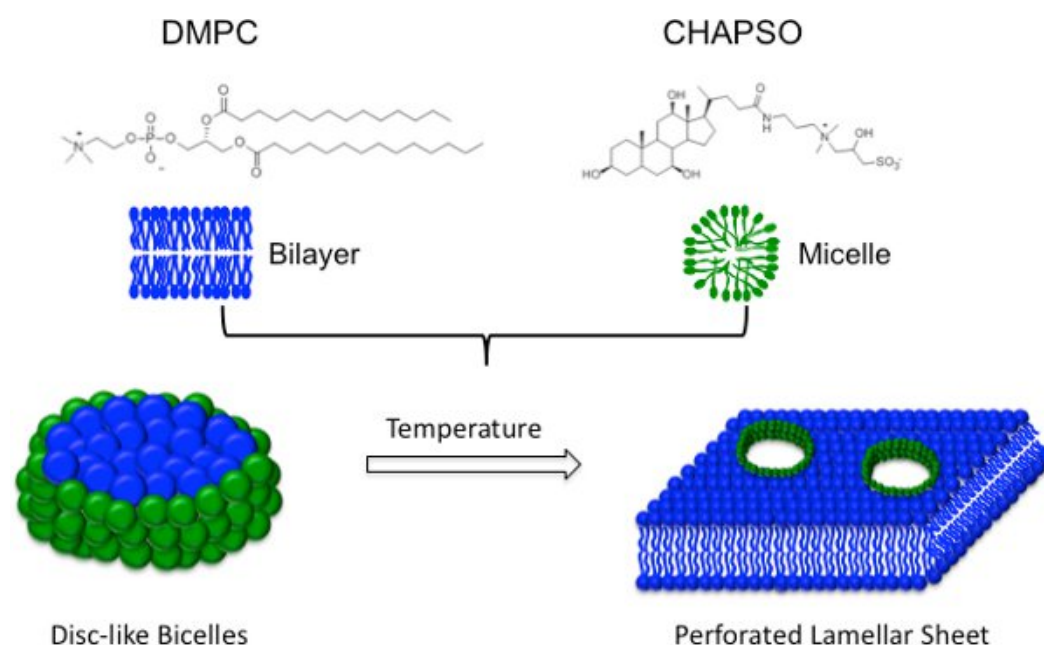 DMPC
CHAPSO
O
O
O
O
O
P
O
O
O
N
+
-
OH
HO
OH
O
N
H
N
+
OH
SO₃⁻
Bilayer
Micelle
Temperature
Disc-like Bicelles
Perforated Lamellar Sheet